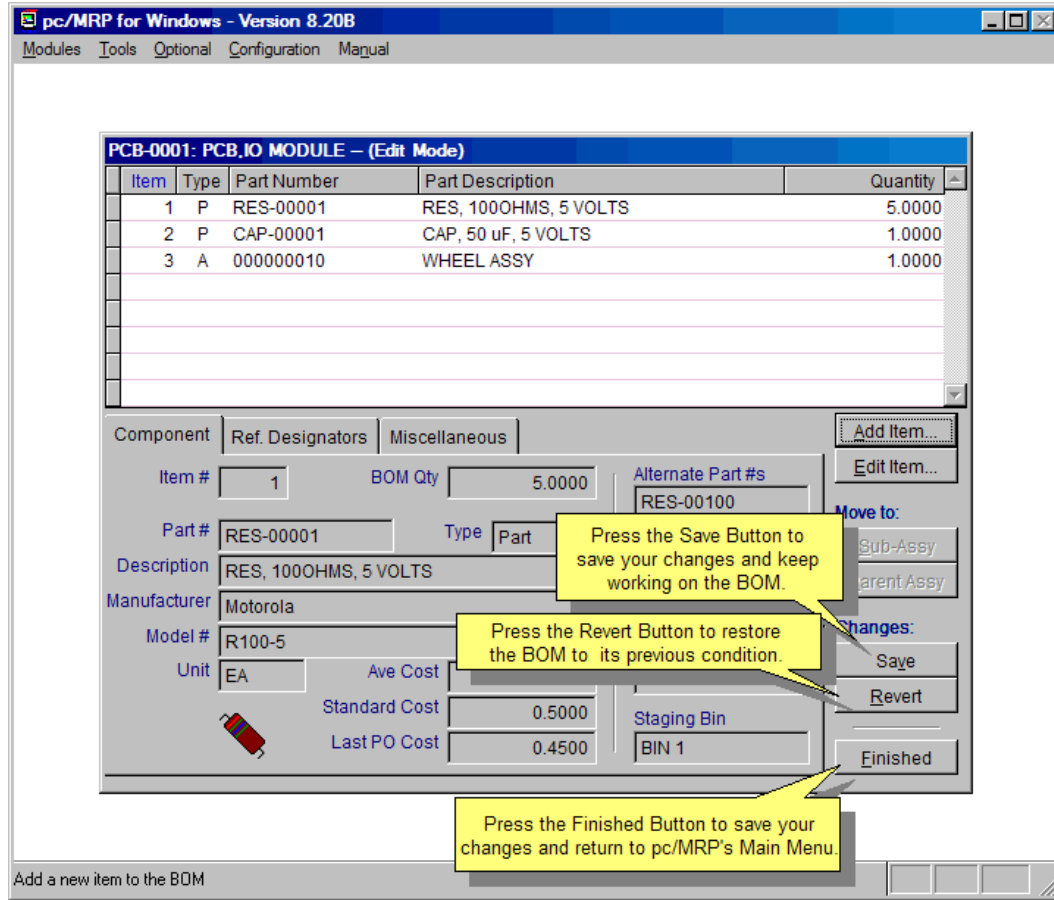 pc/MRP for Windows - Version 8.20B
Modules Tools Optional Configuration Manual
PCB-0001: PCB,IO MODULE – (Edit Mode)
Item Type Part Number Part Description Quantity
1 P RES-00001 RES, 100OHMS, 5 VOLTS 5.0000
2 P CAP-00001 CAP, 50 uF, 5 VOLTS 1.0000
3 A 000000010 WHEEL ASSY 1.0000
Component Ref. Designators Miscellaneous
Add Item...
Edit Item...
Item # 1 BOM Qty 5.0000 Alternate Part #s
RES-00100
Move to:
Part # RES-00001 Type Part
Press the Save Button to
save your changes and keep
working on the BOM.
Sub-Assy
arent Assy
Description RES, 100OHMS, 5 VOLTS
Manufacturer Motorola
Changes:
Model # R100-5
Press the Revert Button to restore
the BOM to its previous condition.
Save
Unit EA Ave Cost
Revert
Standard Cost 0.5000 Staging Bin
Last PO Cost 0.4500 BIN 1
Finished
Press the Finished Button to save your
changes and return to pc/MRP's Main Menu.
Add a new item to the BOM